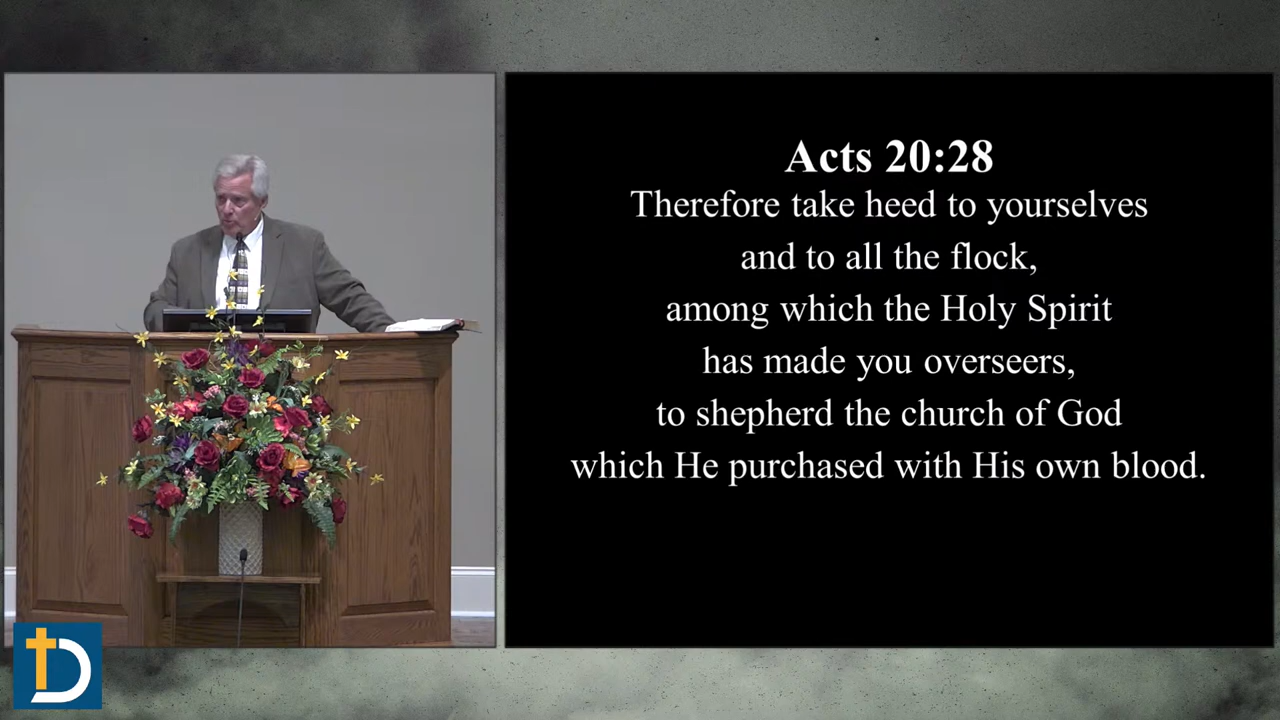 Acts 20:28
Therefore take heed to yourselves
and to all the flock,
among which the Holy Spirit
has made you overseers,
to shepherd the church of God
which He purchased with His own blood.
D